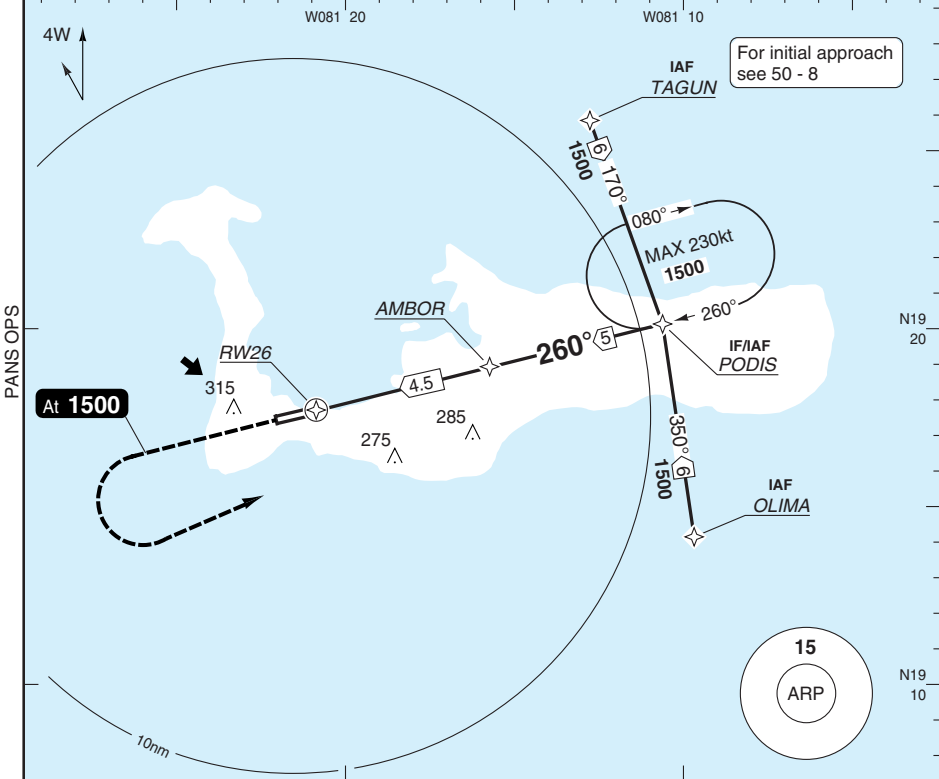 W081 20
W081 10
4W
For initial approach
see 50 - 8
IAF
TAGUN
1500
6
170°
080°
MAX 230kt
1500
260°
PANS OPS
AMBOR
260°
5
N19
20
IF/IAF
PODIS
RW26
315
4.5
At 1500
285
275
350°
6
1500
IAF
OLIMA
15
ARP
N19
10
10nm